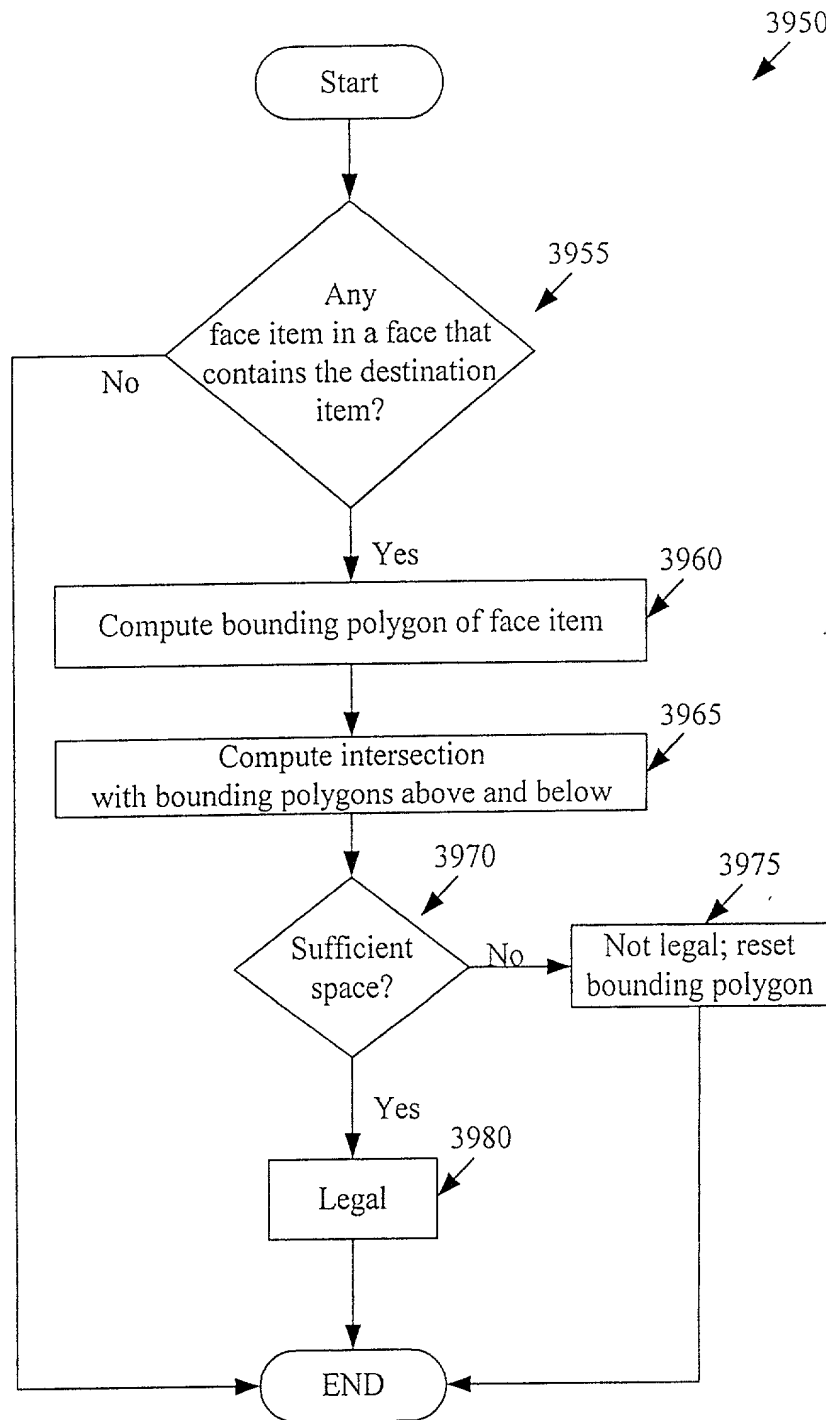 3950
Start
3955
Any
face item in a face that
contains the destination
item?
No
Yes
3960
Compute bounding polygon of face item
3965
Compute intersection
with bounding polygons above and below
3970
3975
Sufficient
space?
No
Not legal; reset
bounding polygon
Yes
3980
Legal
END